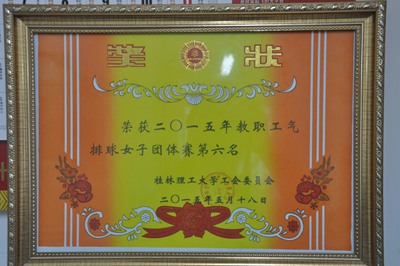 奖状
荣获二〇一五年教职工气
排球女子团体赛第六名
桂林理工大学工会委员会
二〇一五年五月十八日